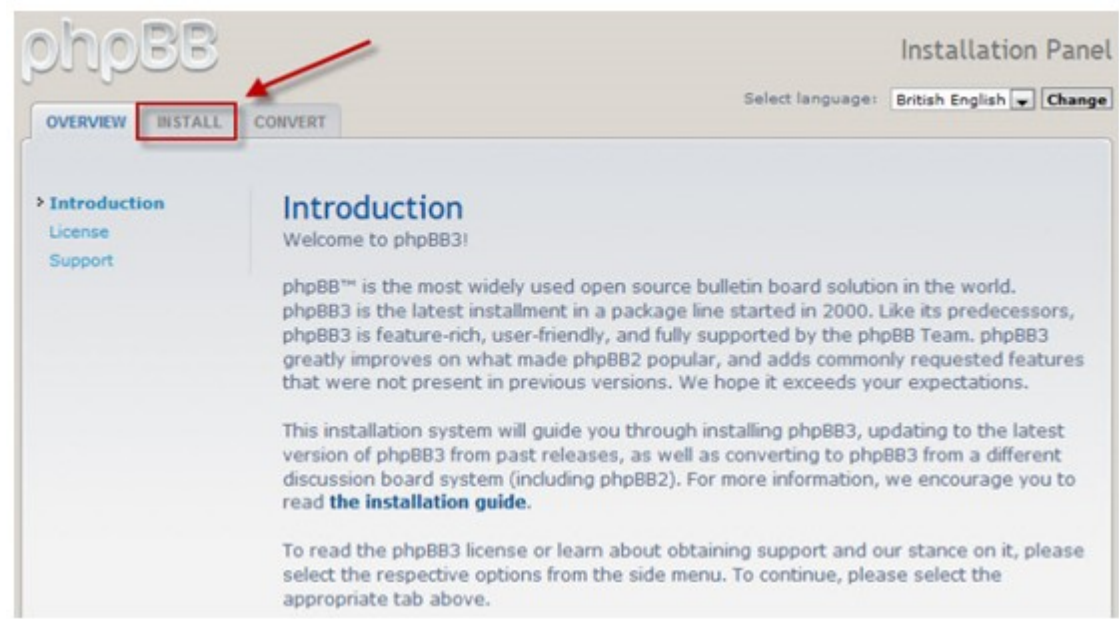 phpBB
Installation Panel
Select language: British English Change
OVERVIEW INSTALL CONVERT
Introduction
License
Support
Introduction
Welcome to phpBB3!
phpBB™ is the most widely used open source bulletin board solution in the world.
phpBB3 is the latest installment in a package line started in 2000. Like its predecessors,
phpBB3 is feature-rich, user-friendly, and fully supported by the phpBB Team. phpBB3
greatly improves on what made phpBB2 popular, and adds commonly requested features
that were not present in previous versions. We hope it exceeds your expectations.
This installation system will guide you through installing phpBB3, updating to the latest
version of phpBB3 from past releases, as well as converting to phpBB3 from a different
discussion board system (including phpBB2). For more information, we encourage you to
read the installation guide.
To read the phpBB3 license or learn about obtaining support and our stance on it, please
select the respective options from the side menu. To continue, please select the
appropriate tab above.